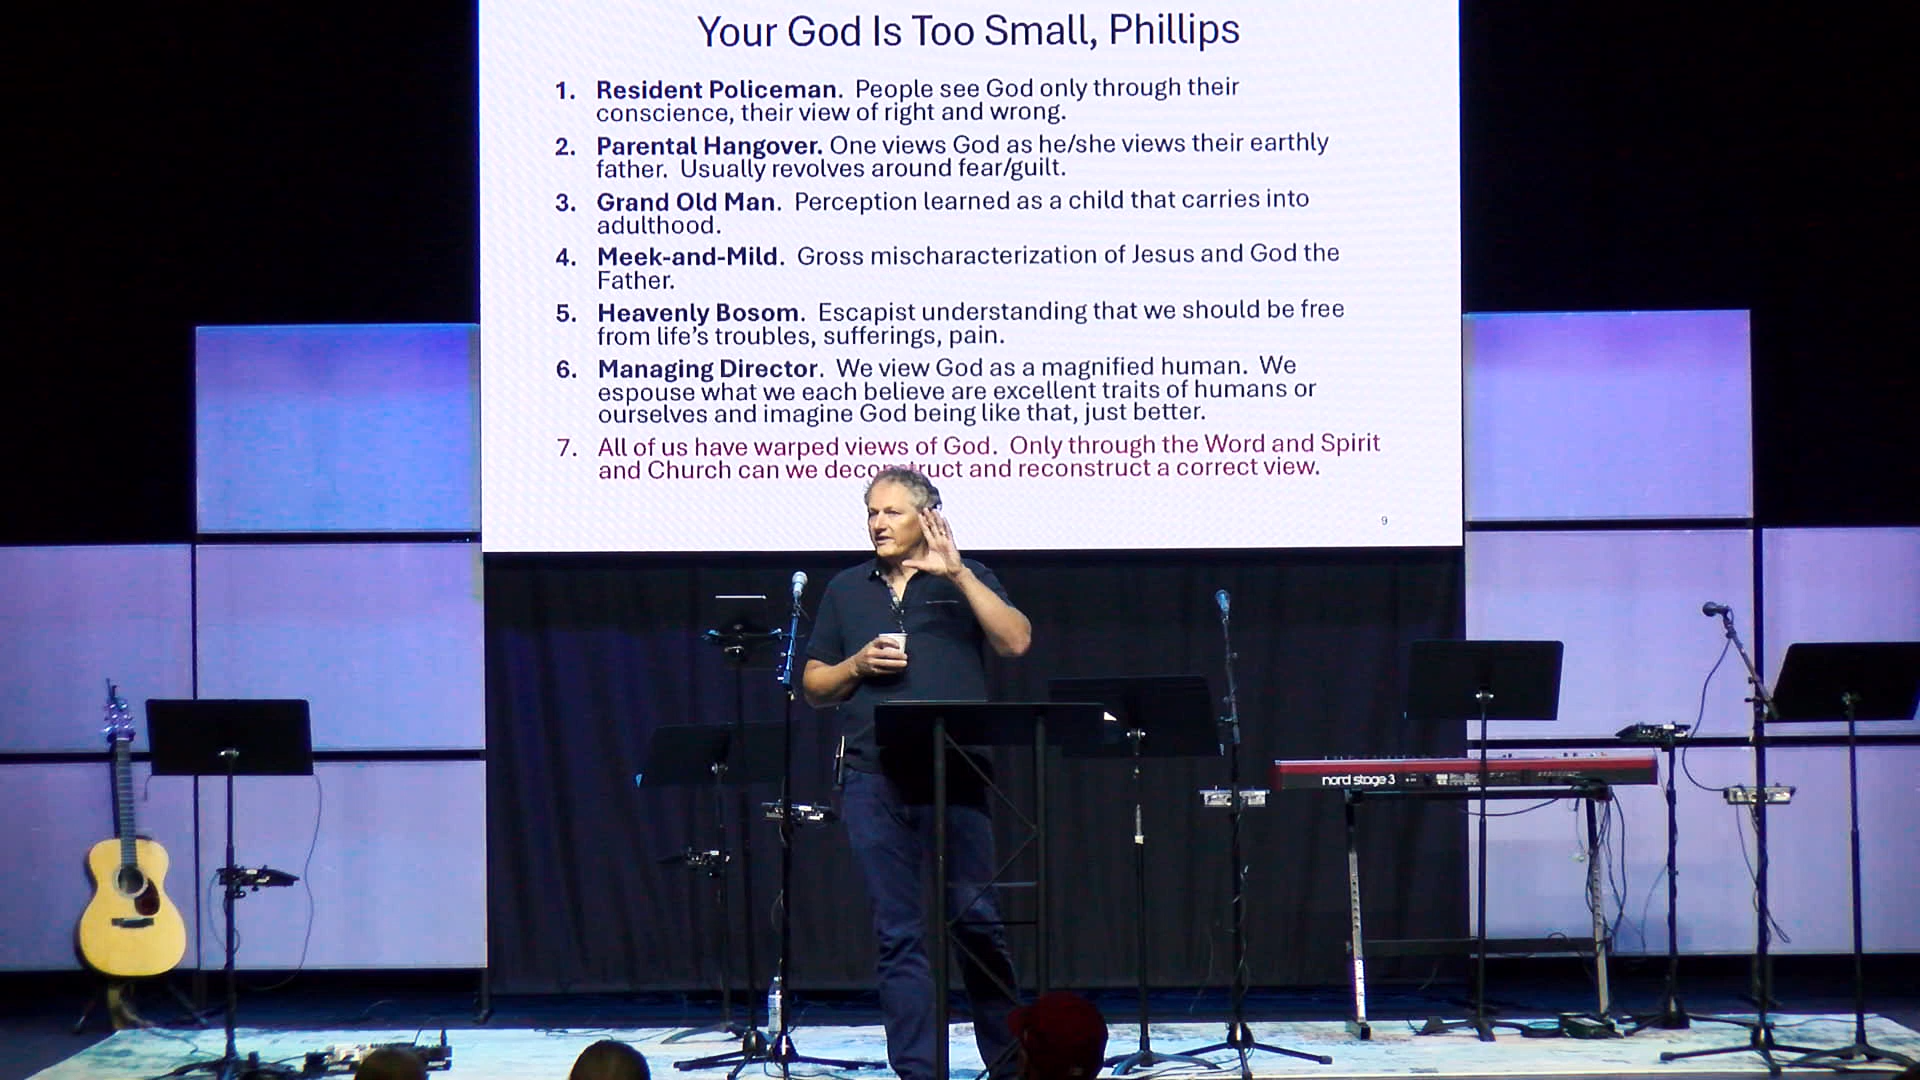 Your God Is Too Small, Phillips
1. Resident Policeman. People see God only through their
conscience, their view of right and wrong.
2. Parental Hangover. One views God as he/she views their earthly
father. Usually revolves around fear/guilt.
3. Grand Old Man. Perception learned as a child that carries into
adulthood.
4. Meek-and-Mild. Gross mischaracterization of Jesus and God the
Father.
5. Heavenly Bosom. Escapist understanding that we should be free
from life's troubles, sufferings, pain.
6. Managing Director. We view God as a magnified human. We
espouse what we each believe are excellent traits of humans or
ourselves and imagine God being like that, just better.
7. All of us have warped views of God. Only through the Word and Spirit
and Church can we deconstruct and reconstruct a correct view.
9
nord stage 3